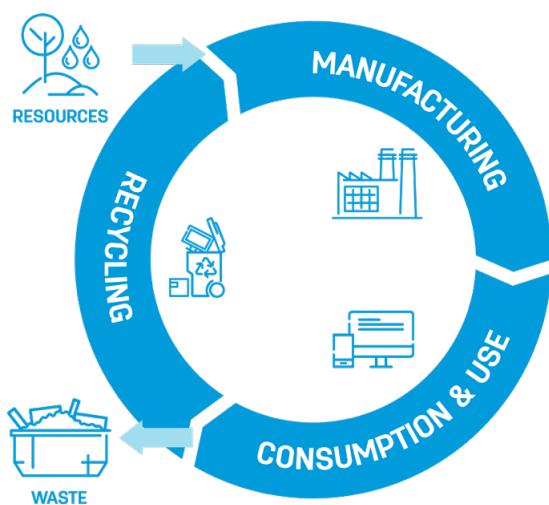 RESOURCES
MANUFACTURING
RECYCLING
CONSUMPTION & USE
WASTE